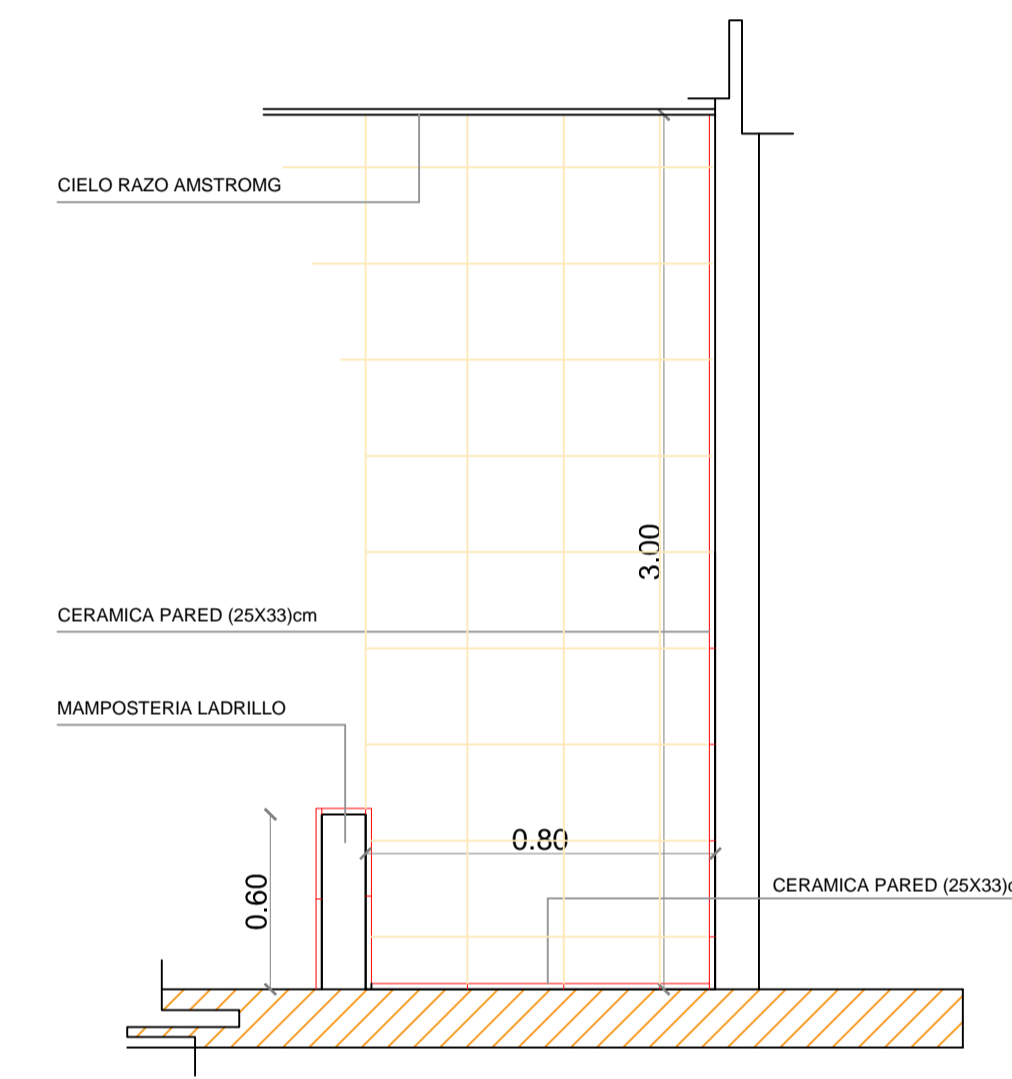 CIELO RAZO AMSTROMG
3.00
CERAMICA PARED (25X33)cm
MAMPOSTERIA LADRILLO
0.80
0.60
CERAMICA PARED (25X33)c